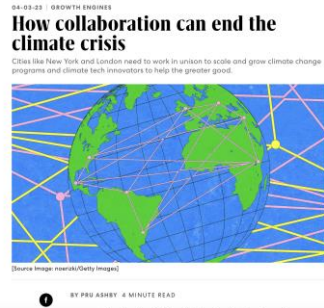 04-03-23 | GROWTH ENGINES
How collaboration can end the
climate crisis
Cities like New York and London need to work in unison to scale and grow climate change
programs and climate tech innovators to help the greater good.
[Source Image: noerizki/Getty Images]
BY PRU ASHBY 4 MINUTE READ